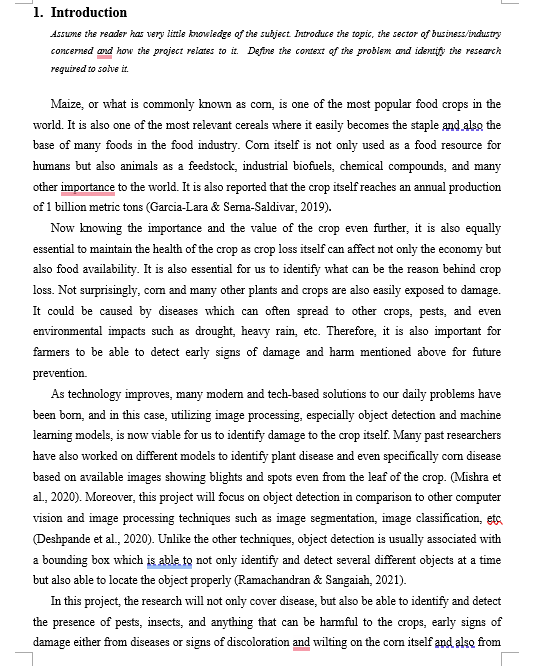 1. Introduction
Assume the reader has very little knowledge of the subject. Introduce the topic, the sector of business/industry
concerned and how the project relates to it. Define the context of the problem and identify the research
required to solve it.
Maize, or what is commonly known as corn, is one of the most popular food crops in the
world. It is also one of the most relevant cereals where it easily becomes the staple and also the
base of many foods in the food industry. Corn itself is not only used as a food resource for
humans but also animals as a feedstock, industrial biofuels, chemical compounds, and many
other importance to the world. It is also reported that the crop itself reaches an annual production
of 1 billion metric tons (Garcia-Lara & Serna-Saldivar, 2019).
Now knowing the importance and the value of the crop even further, it is also equally
essential to maintain the health of the crop as crop loss itself can affect not only the economy but
also food availability. It is also essential for us to identify what can be the reason behind crop
loss. Not surprisingly, corn and many other plants and crops are also easily exposed to damage.
It could be caused by diseases which can often spread to other crops, pests, and even
environmental impacts such as drought, heavy rain, etc. Therefore, it is also important for
farmers to be able to detect early signs of damage and harm mentioned above for future
prevention.
As technology improves, many modern and tech-based solutions to our daily problems have
been born, and in this case, utilizing image processing, especially object detection and machine
learning models, is now viable for us to identify damage to the crop itself. Many past researchers
have also worked on different models to identify plant disease and even specifically corn disease
based on available images showing blights and spots even from the leaf of the crop. (Mishra et
al., 2020). Moreover, this project will focus on object detection in comparison to other computer
vision and image processing techniques such as image segmentation, image classification, etc
(Deshpande et al., 2020). Unlike the other techniques, object detection is usually associated with
a bounding box which is able to not only identify and detect several different objects at a time
but also able to locate the object properly (Ramachandran & Sangaiah, 2021).
In this project, the research will not only cover disease, but also be able to identify and detect
the presence of pests, insects, and anything that can be harmful to the crops, early signs of
damage either from diseases or signs of discoloration and wilting on the corn itself and also from